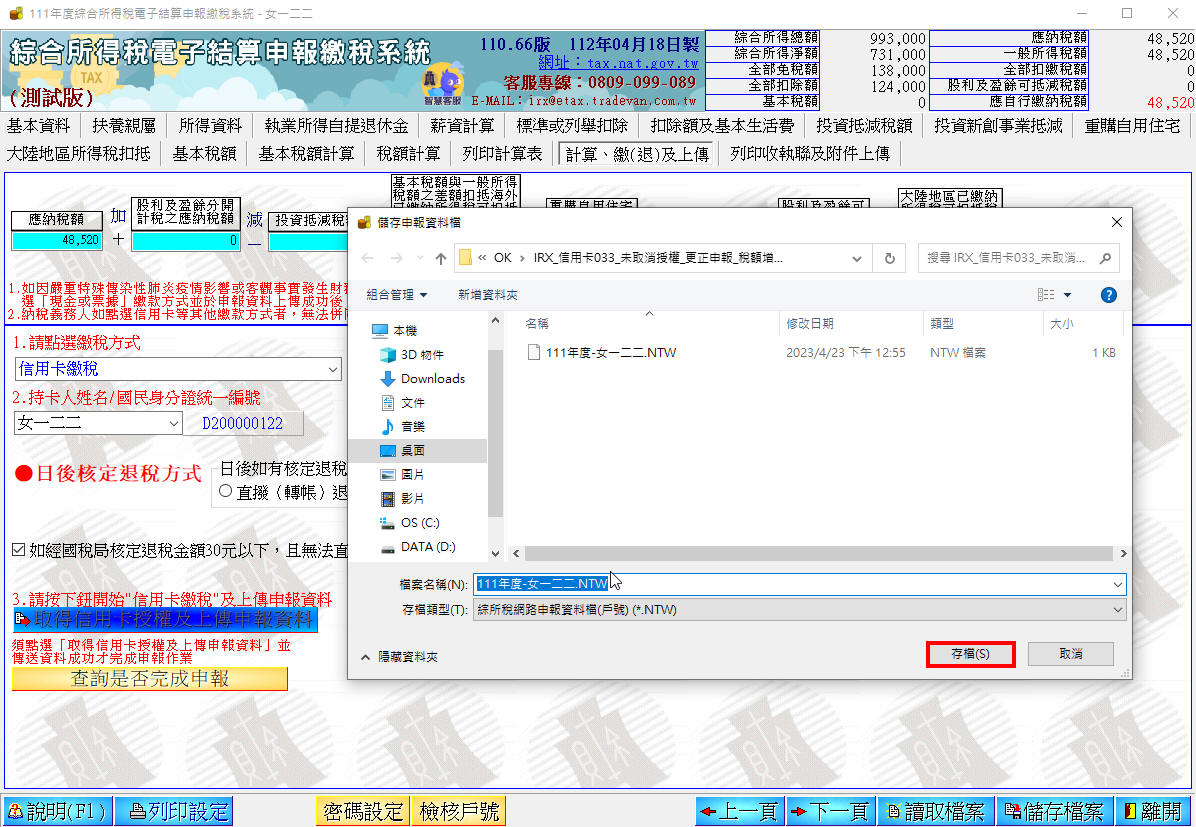 111年度綜合所得稅電子結算申報繳稅系統 - 女一二二
綜合所得稅電子結算申報繳稅系統
(測試版)
TAX
110.66版 112年04月18日製
網址：tax.nat.gov.tw
客服專線：0809-099-089
E-MAIL：irx@etax.tradevan.com.tw
智慧客服
綜合所得總額 993,000 應納稅額 48,520
綜合所得淨額 731,000 一般所得稅額 48,520
全部免稅額 138,000 全部扣繳稅額 0
全部扣除額 124,000 股利及盈餘可抵減稅額 0
基本稅額 0 應自行繳納稅額 48,520
基本資料 扶養親屬 所得資料 執業所得自提退休金 薪資計算 標準或列舉扣除 扣除額及基本生活費 投資抵減稅額 投資新創事業抵減 重購自用住宅
大陸地區所得稅扣抵 基本稅額 基本稅額計算 稅額計算 列印計算表 計算、繳(退)及上傳 列印收執聯及附件上傳
基本稅額與一般所得
稅額之差額扣抵海外
大陸地區已繳納
應納稅額 加 股利及盈餘分開
計稅之應納稅額 減 投資抵減稅
重購自用住宅
股利及盈餘可
48,520 + 0 —
1.如因嚴重特殊傳染性肺炎疫情影響或客觀事實發生財
選「現金或票據」繳款方式並於申報資料上傳成功後
2.納稅義務人如點選信用卡等其他繳款方式者，無法併
1.請點選繳稅方式
信用卡繳稅
2.持卡人姓名/國民身分證統一編號
女一二二 D200000122
●日後核定退稅方式
日後如有核定退稅
直撥（轉帳）退
如經國稅局核定退稅金額30元以下，且無法直
3.請按下鈕開始"信用卡繳稅"及上傳申報資料
取得信用卡授權及上傳申報資料
須點選「取得信用卡授權及上傳申報資料」並
傳送資料成功才完成申報作業
查詢是否完成申報
儲存申報資料檔
« OK › IRX_信用卡033_未取消授權_更正申報_稅額增...
搜尋 IRX_信用卡033_未取消...
組合管理 新增資料夾
名稱 修改日期 類型 大小
111年度-女一二二.NTW 2023/4/23 下午 12:55 NTW 檔案 1 KB
本機
3D 物件
Downloads
文件
音樂
桌面
圖片
影片
OS (C:)
DATA (D:)
檔案名稱(N): 111年度-女一二二.NTW
存檔類型(T): 綜所稅網路申報資料檔(戶號) (*.NTW)
隱藏資料夾
存檔(S) 取消
說明(F1) 列印設定 密碼設定 檢核戶號 上一頁 下一頁 讀取檔案 儲存檔案 離開